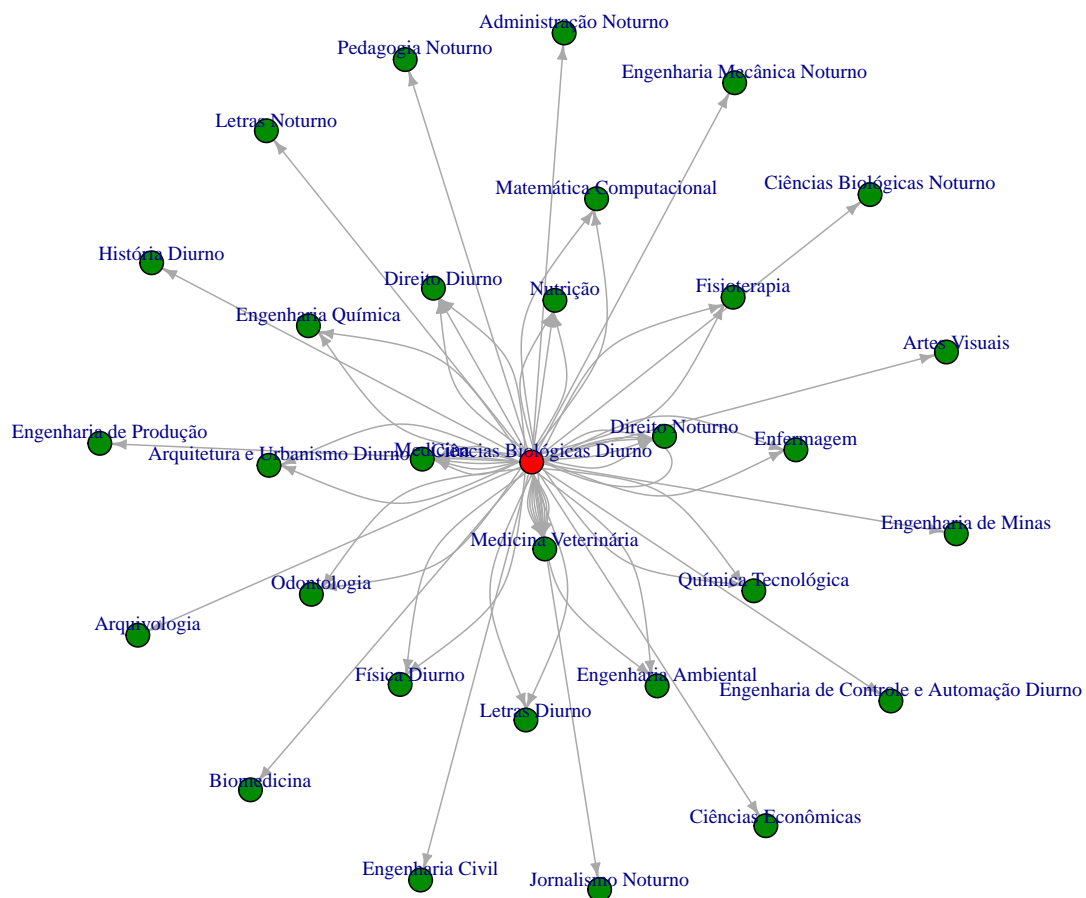 Administração Noturno
Pedagogia Noturno
Engenharia Mecânica Noturno
Letras Noturno
Matemática Computacional
Ciências Biológicas Noturno
História Diurno
Direito Diurno
Nutrição
Fisioterapia
Engenharia Química
Artes Visuais
Engenharia de Produção
Direito Noturno
Enfermagem
Arquitetura e Urbanismo Diurno
Medicina
Ciências Biológicas Diurno
Engenharia de Minas
Medicina Veterinária
Odontologia
Química Tecnológica
Arquivologia
Física Diurno
Engenharia Ambiental
Engenharia de Controle e Automação Diurno
Letras Diurno
Biomedicina
Ciências Econômicas
Engenharia Civil
Jornalismo Noturno